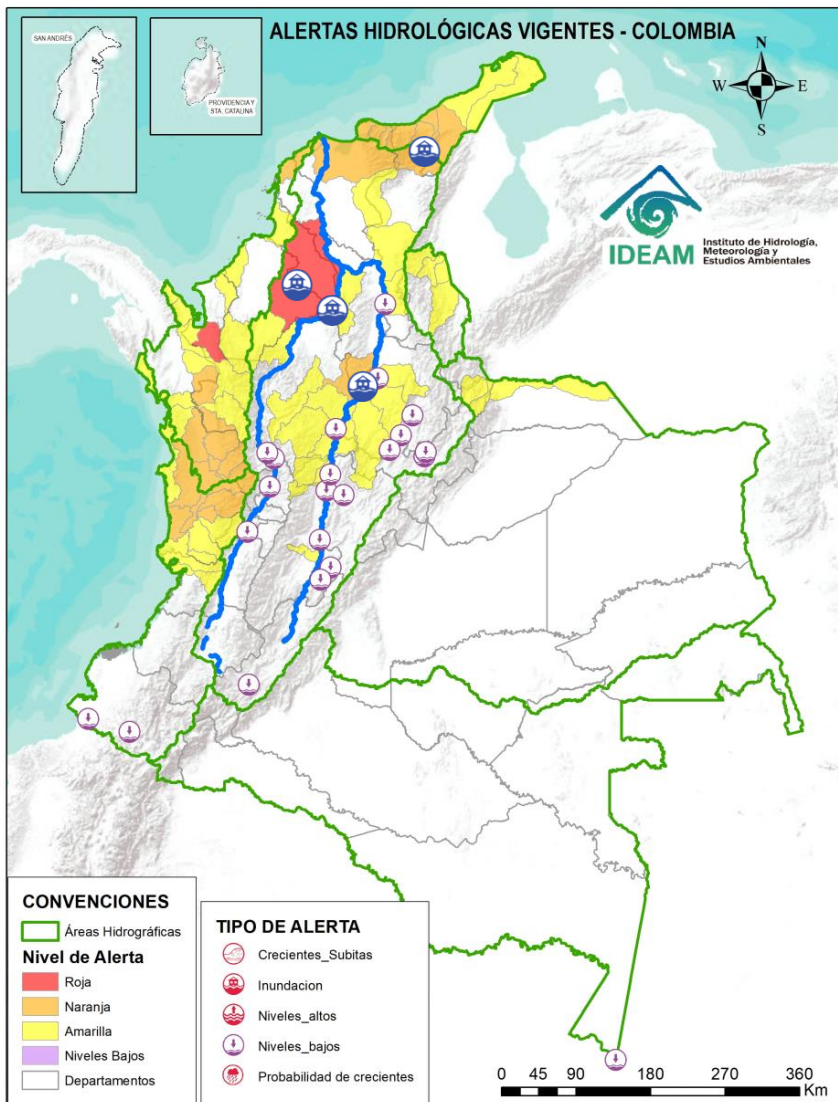 ALERTAS HIDROLÓGICAS VIGENTES - COLOMBIA
SAN ANDRÉS
PROVIDENCIA Y
STA. CATALINA
N
W
E
S
IDEAM
Instituto de Hidrología,
Meteorología y
Estudios Ambientales
CONVENCIONES
Áreas Hidrográficas
Nivel de Alerta
Roja
Naranja
Amarilla
Niveles Bajos
Departamentos
TIPO DE ALERTA
Crecientes_Subitas
Inundacion
Niveles_altos
Niveles_bajos
Probabilidad de crecientes
0 45 90 180 270 360
Km